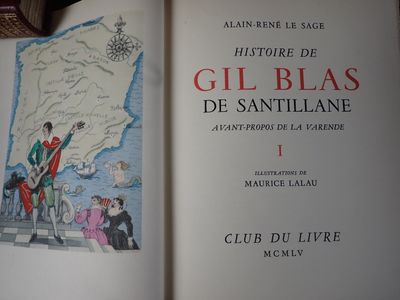 ALAIN-RENÉ LE SAGE
HISTOIRE DE
GIL BLAS
DE SANTILLANE
AVANT-PROPOS DE LA VARENDE
I
ILLUSTRATIONS DE
MAURICE LALAU
CLUB DU LIVRE
MCMLV